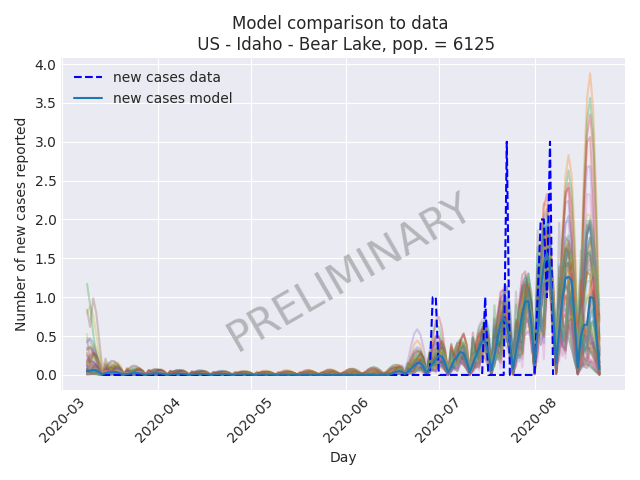 Model comparison to data
US - Idaho - Bear Lake, pop. = 6125
4.0
3.5
3.0
2.5
2.0
1.5
1.0
0.5
0.0
Number of new cases reported
new cases data
new cases model
PRELIMINARY
2020-03
2020-04
2020-05
2020-06
2020-07
2020-08
Day